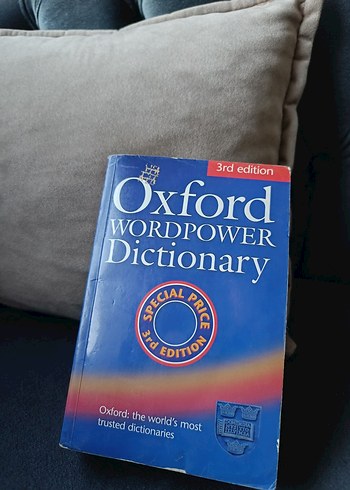 3rd edition
Oxford
WORDPOWER
Dictionary
SPECIAL PRICE
3rd EDITION
Oxford: the world's most
trusted dictionaries